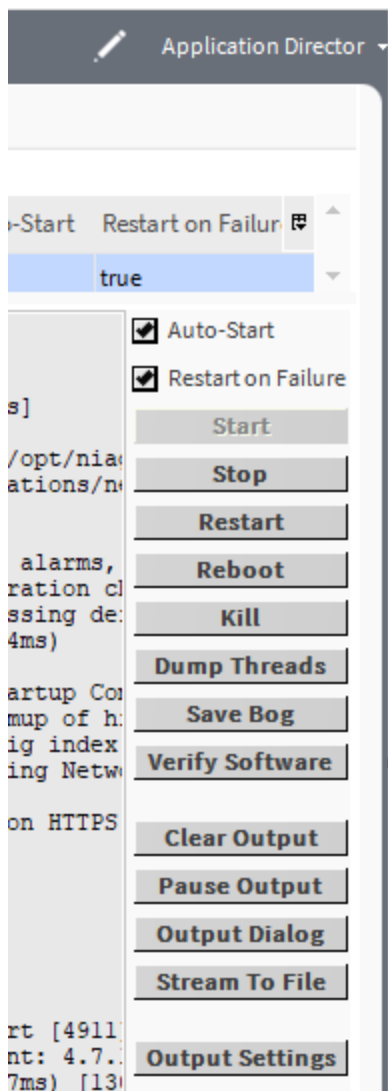 Application Director
Restart on Failur
true
Auto-Start
Restart on Failure
s]
Start
/opt/nia
ations/n
Stop
Restart
alarms,
Reboot
ration c
ssing de
Kill
4ms)
Dump Threads
artup Co
mup of h
Save Bog
ig index
ing Netw
Verify Software
on HTTPS
Clear Output
Pause Output
Output Dialog
Stream To File
rt [4911
nt: 4.7.
Output Settings
7ms) [13